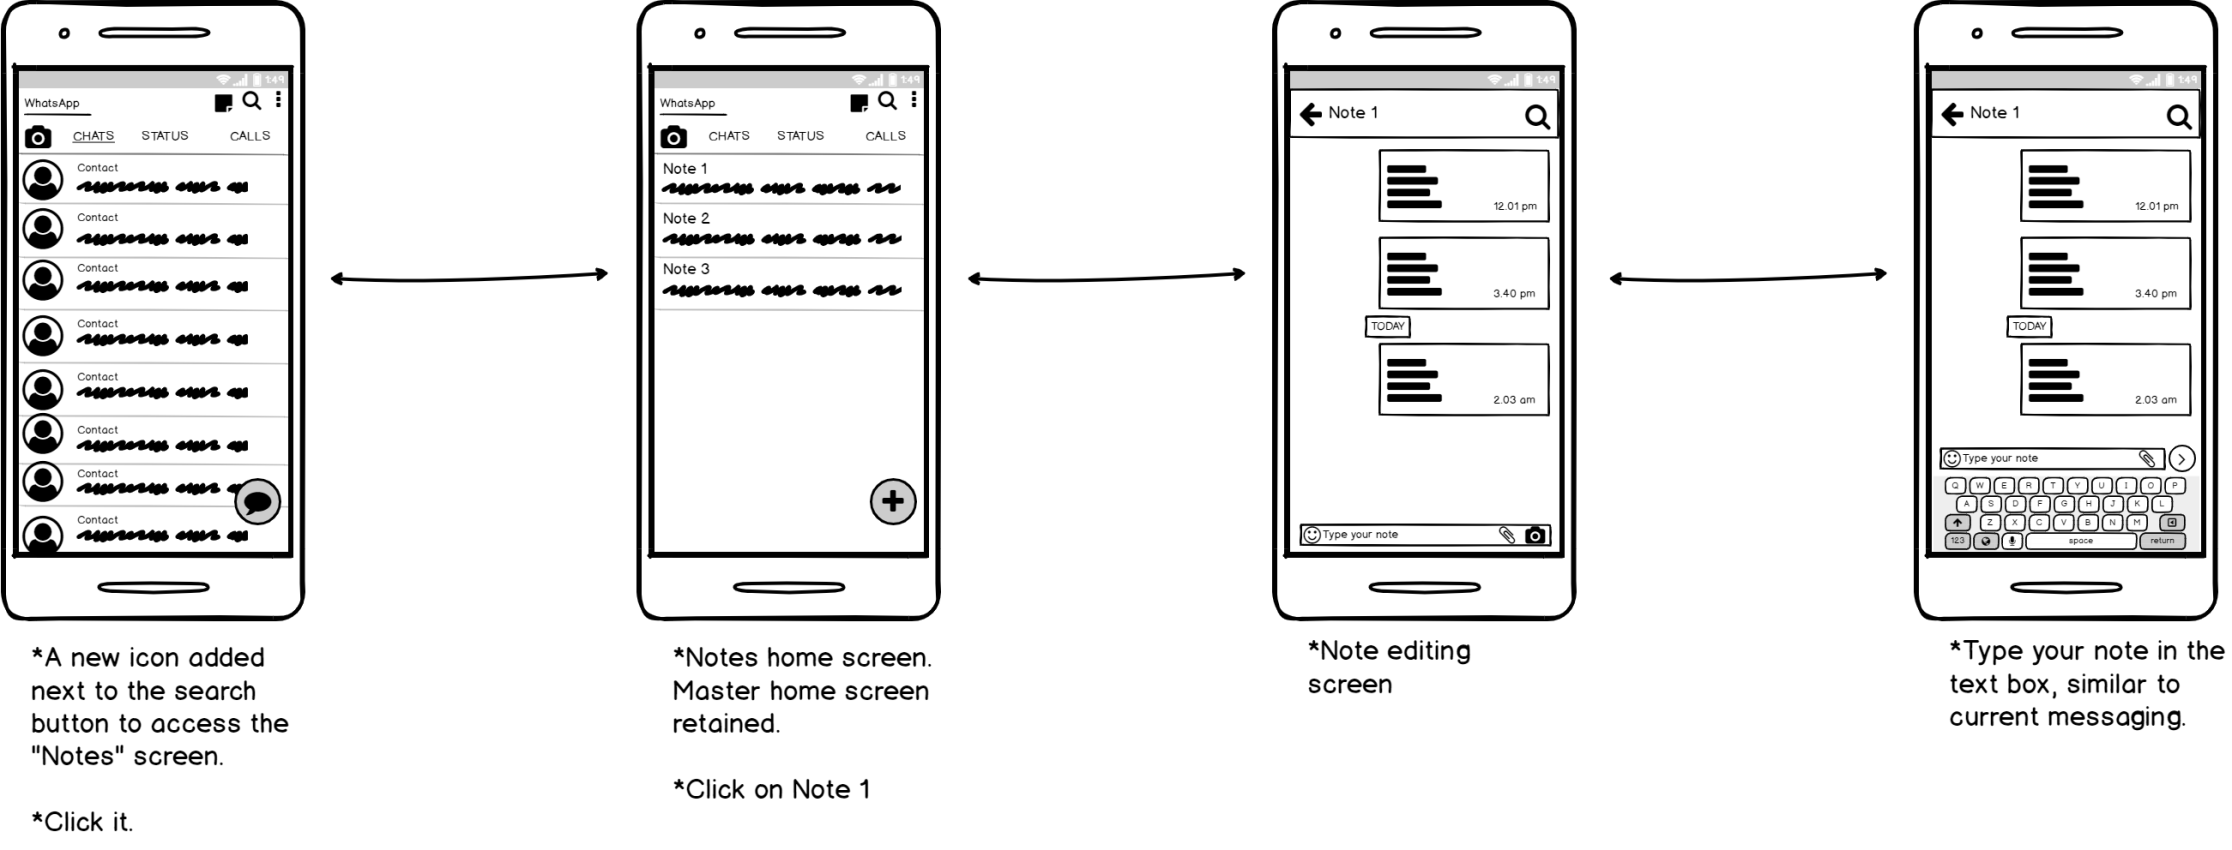 1:49
WhatsApp
CHATS STATUS CALLS
Contact
Contact
Contact
Contact
Contact
Contact
Contact
Contact
*A new icon added
next to the search
button to access the
"Notes" screen.
*Click it.
1:49
WhatsApp
CHATS STATUS CALLS
Note 1
Note 2
Note 3
*Notes home screen.
Master home screen
retained.
*Click on Note 1
1:49
Note 1
12.01 pm
3.40 pm
TODAY
2.03 am
Type your note
*Note editing
screen
1:49
Note 1
12.01 pm
3.40 pm
TODAY
2.03 am
Type your note
Q W E R T Y U I O P
A S D F G H J K L
Z X C V B N M
123 space return
*Type your note in the
text box, similar to
current messaging.